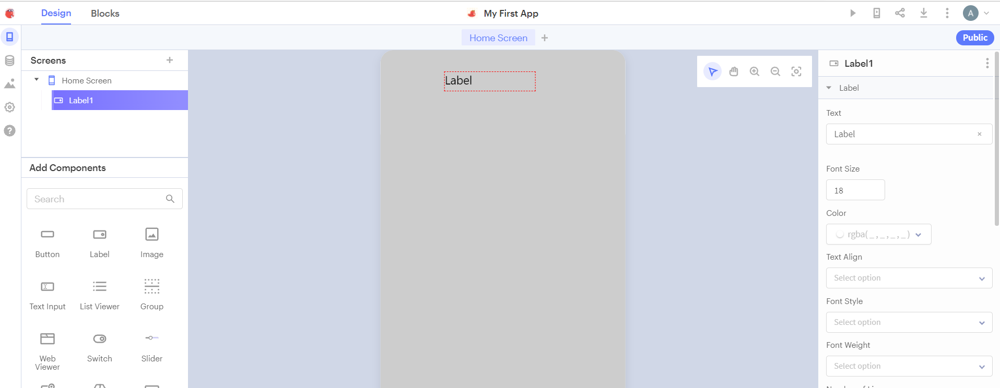 Design
Blocks
My First App
A
Home Screen
Public
Screens
Home Screen
Label1
Add Components
Search
Button
Label
Image
Text Input
List Viewer
Group
Web
Viewer
Switch
Slider
Label
Label1
Label
Text
Label
Font Size
18
Color
rgba( _ , _ , _ , _ )
Text Align
Select option
Font Style
Select option
Font Weight
Select option